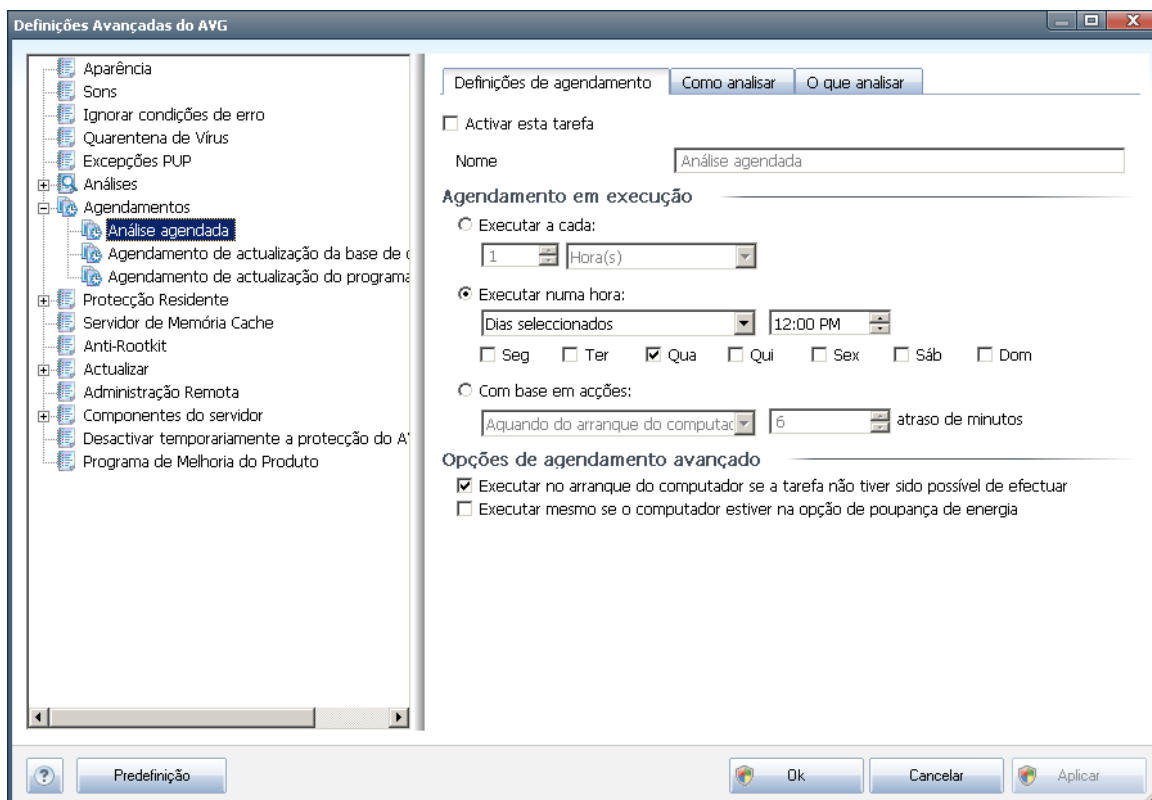 Definições Avançadas do AVG
Aparência
Sons
Ignorar condições de erro
Quarentena de Vírus
Excepções PUP
Análises
Agendamentos
Análise agendada
Agendamento de actualização da base de
Agendamento de actualização do programa
Protecção Residente
Servidor de Memória Cache
Anti-Rootkit
Actualizar
Administração Remota
Componentes do servidor
Desactivar temporariamente a protecção do
Programa de Melhoria do Produto
Definições de agendamento Como analisar O que analisar
Activar esta tarefa
Nome Análise agendada
Agendamento em execução
Executar a cada:
1 Hora(s)
Executar numa hora:
Dias seleccionados 12:00 PM
Seg Ter Qua Qui Sex Sáb Dom
Com base em acções:
Aquando do arranque do computac 6 atraso de minutos
Opções de agendamento avançado
Executar no arranque do computador se a tarefa não tiver sido possível de efectuar
Executar mesmo se o computador estiver na opção de poupança de energia
? Predefinição Ok Cancelar Aplicar